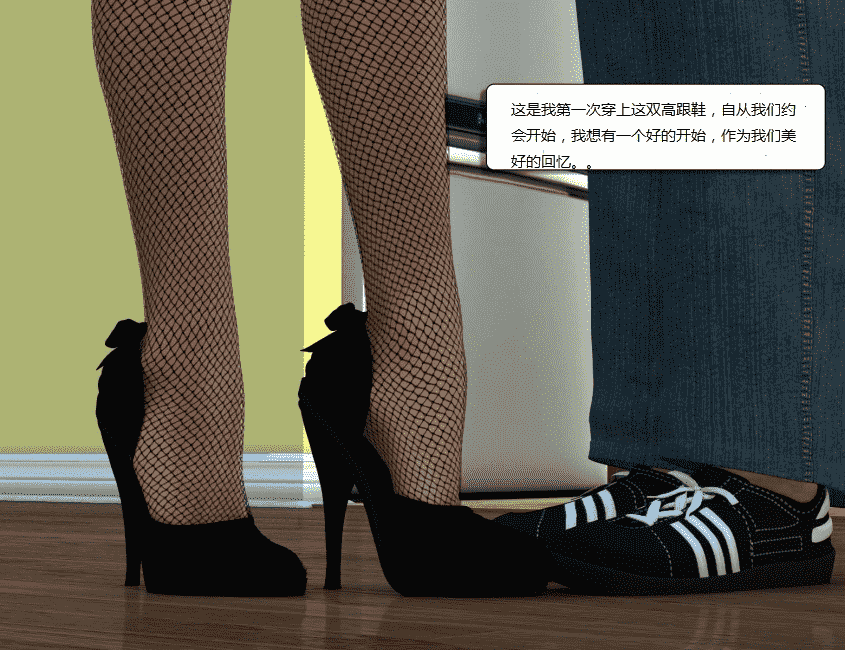 这是我第一次穿上这双高跟鞋，自从我们约
会开始，我想有一个好的开始，作为我们美
好的回忆。。